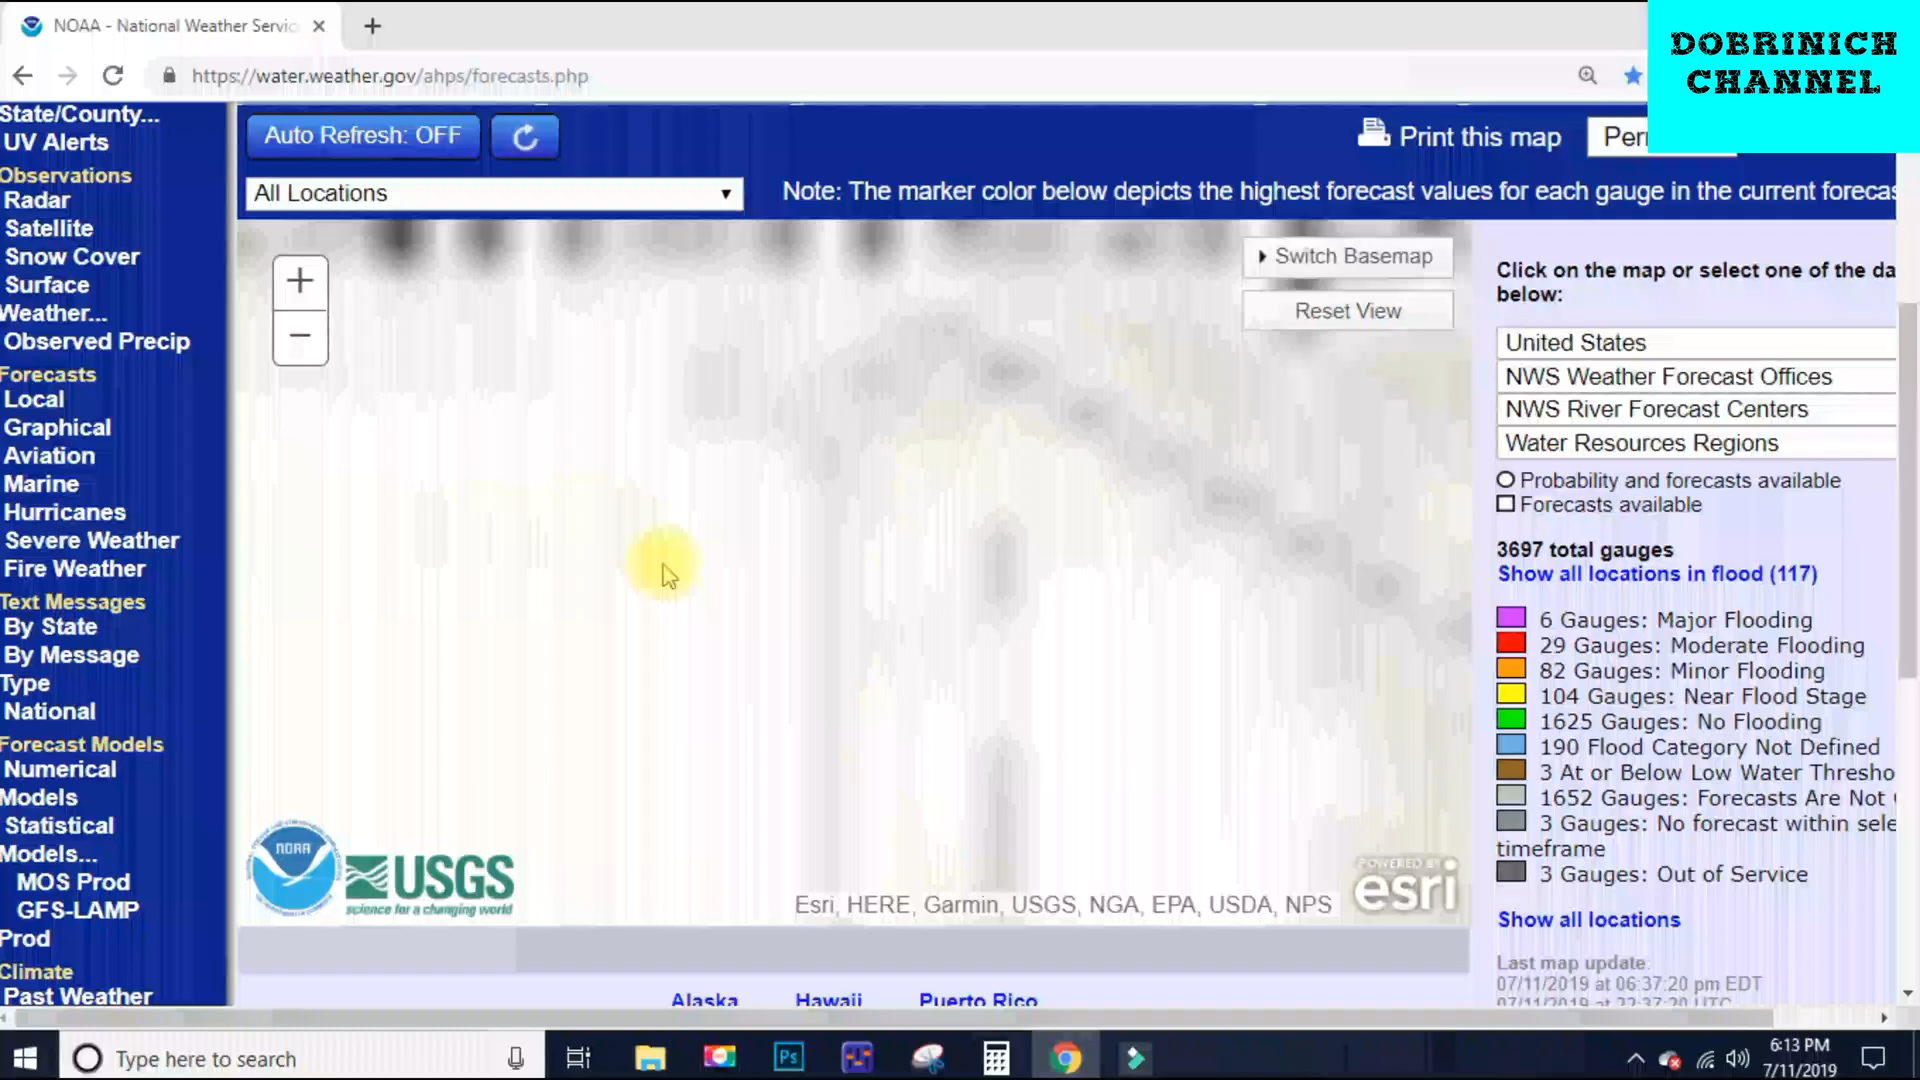 NOAA - National Weather Servic
https://water.weather.gov/ahps/forecasts.php
DOBRINICH
CHANNEL
State/County...
UV Alerts
Observations
Radar
Satellite
Snow Cover
Surface
Weather...
Observed Precip
Forecasts
Local
Graphical
Aviation
Marine
Hurricanes
Severe Weather
Fire Weather
Text Messages
By State
By Message
Type
National
Forecast Models
Numerical
Models
Statistical
Models...
MOS Prod
GFS-LAMP
Prod
Climate
Past Weather
Auto Refresh: OFF
Print this map
All Locations
Note: The marker color below depicts the highest forecast values for each gauge in the current
Switch Basemap
Reset View
NOAA
USGS
science for a changing world
Esri, HERE, Garmin, USGS, NGA, EPA, USDA, NPS
POWERED BY
esri
Alaska Hawaii Puerto Rico
Click on the map or select one of the
below:
United States
NWS Weather Forecast Offices
NWS River Forecast Centers
Water Resources Regions
Probability and forecasts available
Forecasts available
3697 total gauges
Show all locations in flood (117)
6 Gauges: Major Flooding
29 Gauges: Moderate Flooding
82 Gauges: Minor Flooding
104 Gauges: Near Flood Stage
1625 Gauges: No Flooding
190 Flood Category Not Defined
3 At or Below Low Water Thresho
1652 Gauges: Forecasts Are Not
3 Gauges: No forecast within sele
timeframe
3 Gauges: Out of Service
Show all locations
Last map update:
07/11/2019 at 06:37:20 pm EDT
07/11/2019 at 22:37:20 UTC
Type here to search
Ps
6:13 PM
7/11/2019